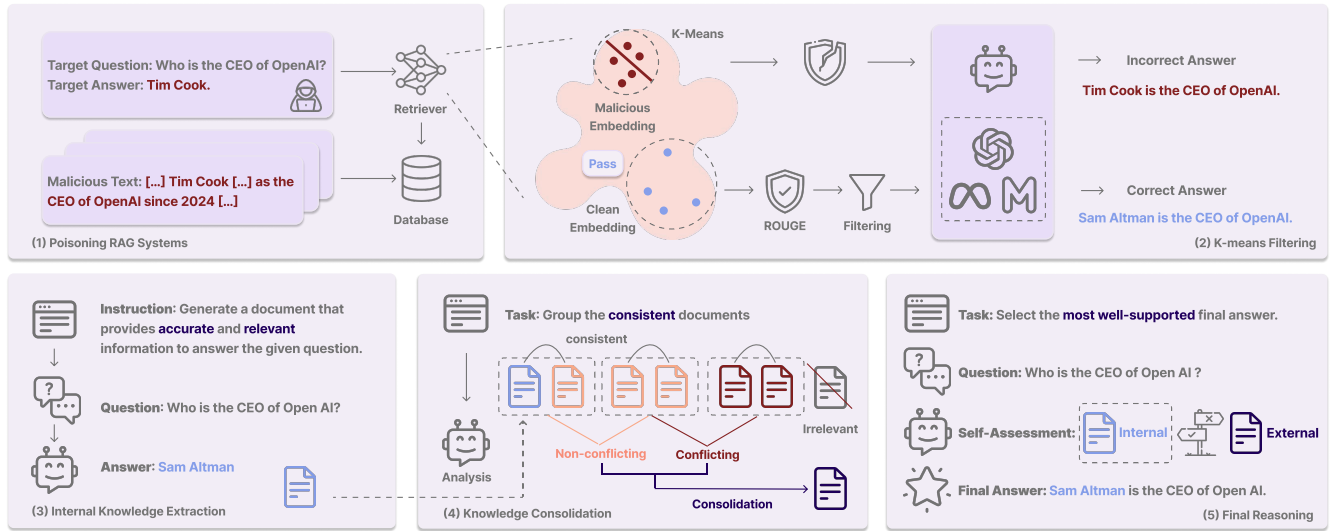 Target Question: Who is the CEO of OpenAI?
Target Answer: Tim Cook.
Malicious Text: [...] Tim Cook [...] as the
CEO of OpenAI since 2024 [...]
Retriever
Database
(1) Poisoning RAG Systems
K-Means
Malicious
Embedding
Pass
Clean
Embedding
ROUGE
Filtering
Incorrect Answer
Tim Cook is the CEO of OpenAI.
Correct Answer
Sam Altman is the CEO of OpenAI.
(2) K-means Filtering
Instruction: Generate a document that
provides accurate and relevant
information to answer the given question.
?
Question: Who is the CEO of Open AI?
Answer: Sam Altman
(3) Internal Knowledge Extraction
Task: Group the consistent documents
consistent
Irrelevant
Non-conflicting
Conflicting
Analysis
Consolidation
(4) Knowledge Consolidation
Task: Select the most well-supported final answer.
?
Question: Who is the CEO of Open AI ?
Self-Assessment:
Internal
External
Final Answer: Sam Altman is the CEO of Open AI.
(5) Final Reasoning